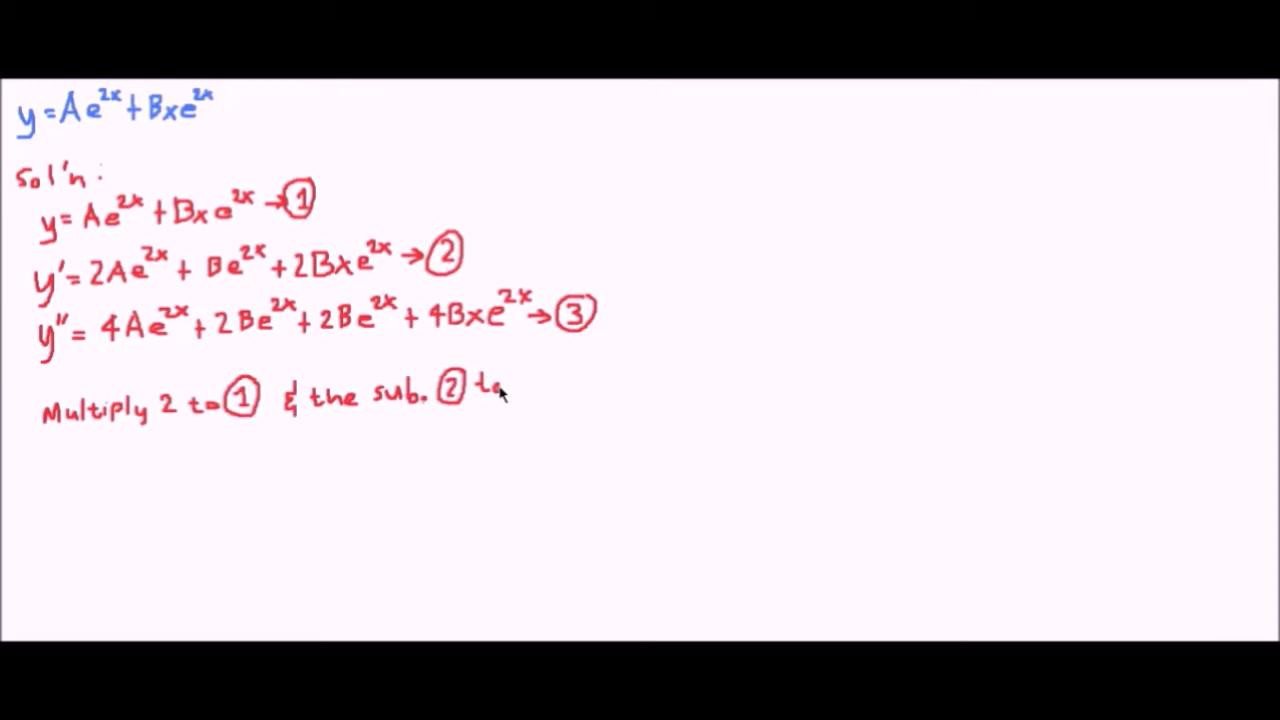 y=Ae^2x+Bxe^2x
Sol'n:
y=Ae^2x+Bxe^2x→①
y'=2Ae^2x+Be^2x+2Bxe^2x→②
y''=4Ae^2x+2Be^2x+2Be^2x+4Bxe^2x→③
Multiply 2 to ① & the sub. ② to